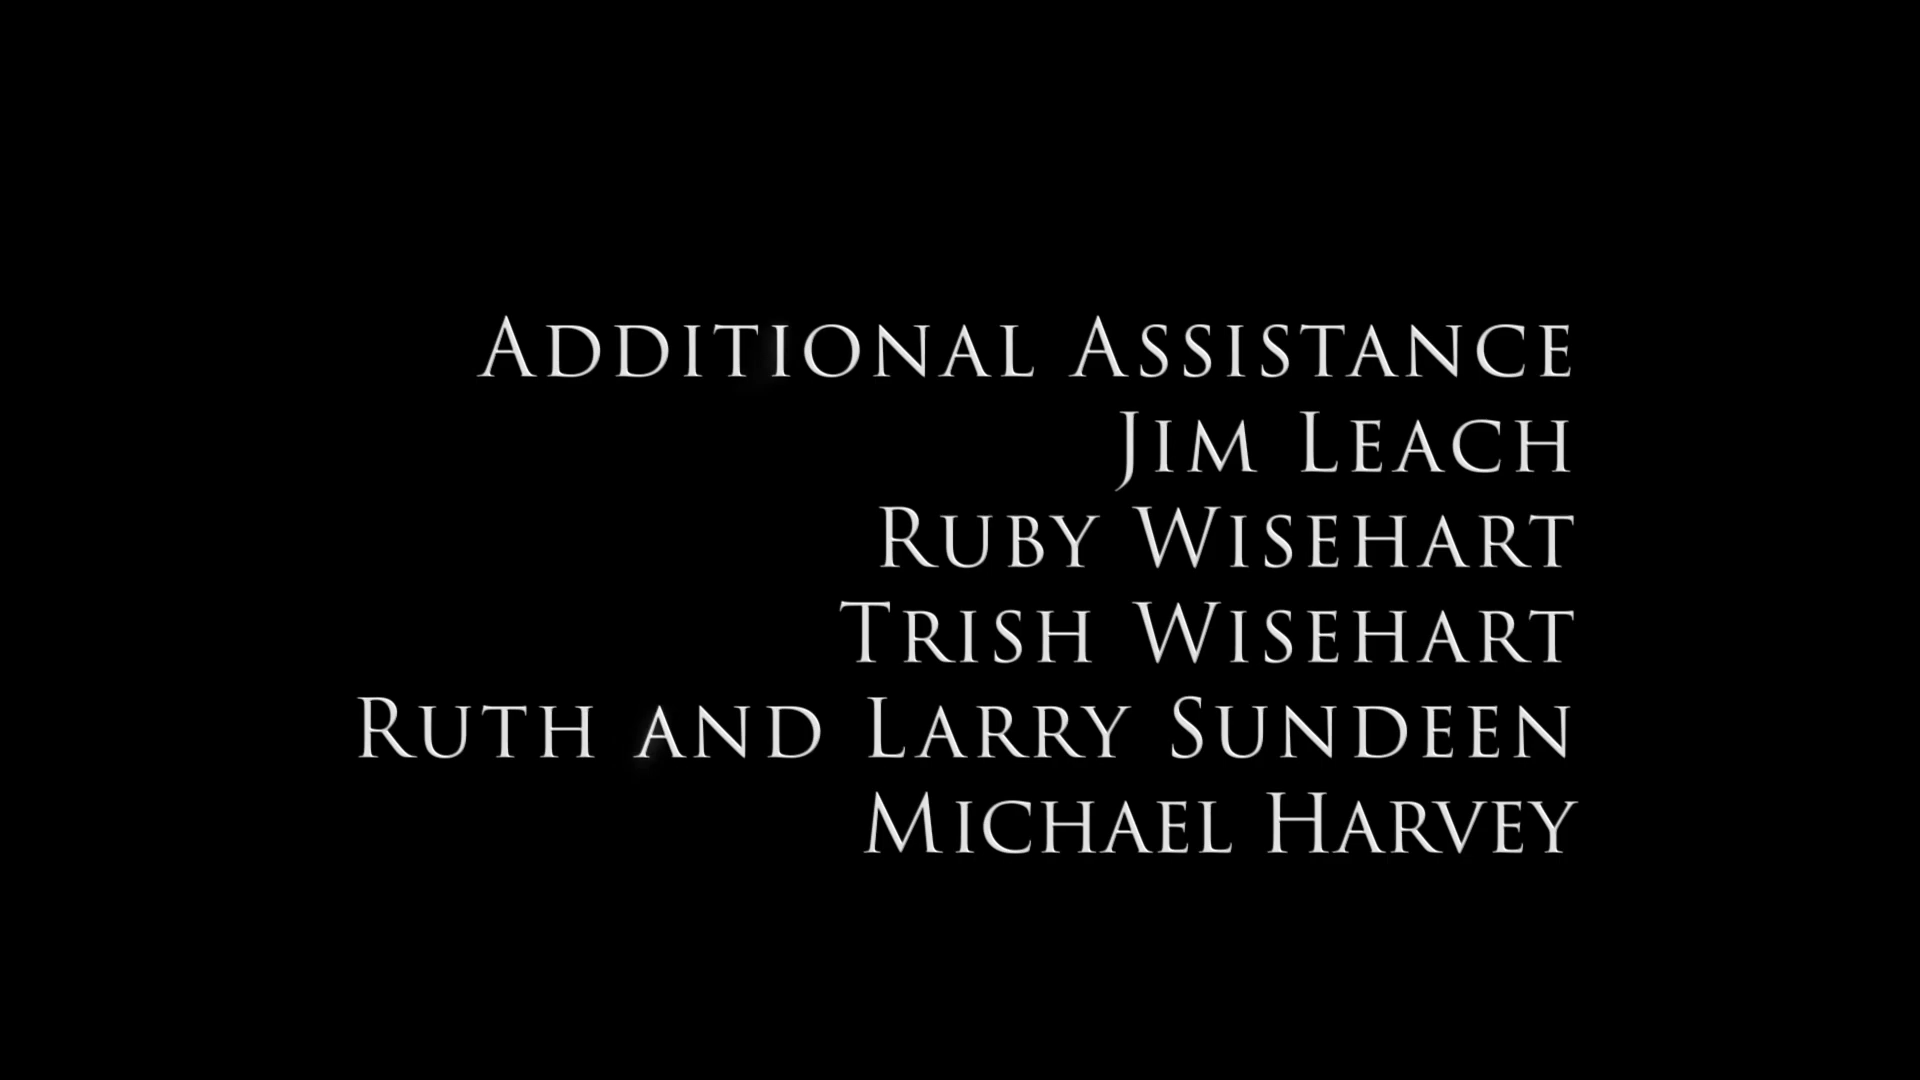 Additional Assistance
Jim Leach
Ruby Wisehart
Trish Wisehart
Ruth and Larry Sundeen
Michael Harvey